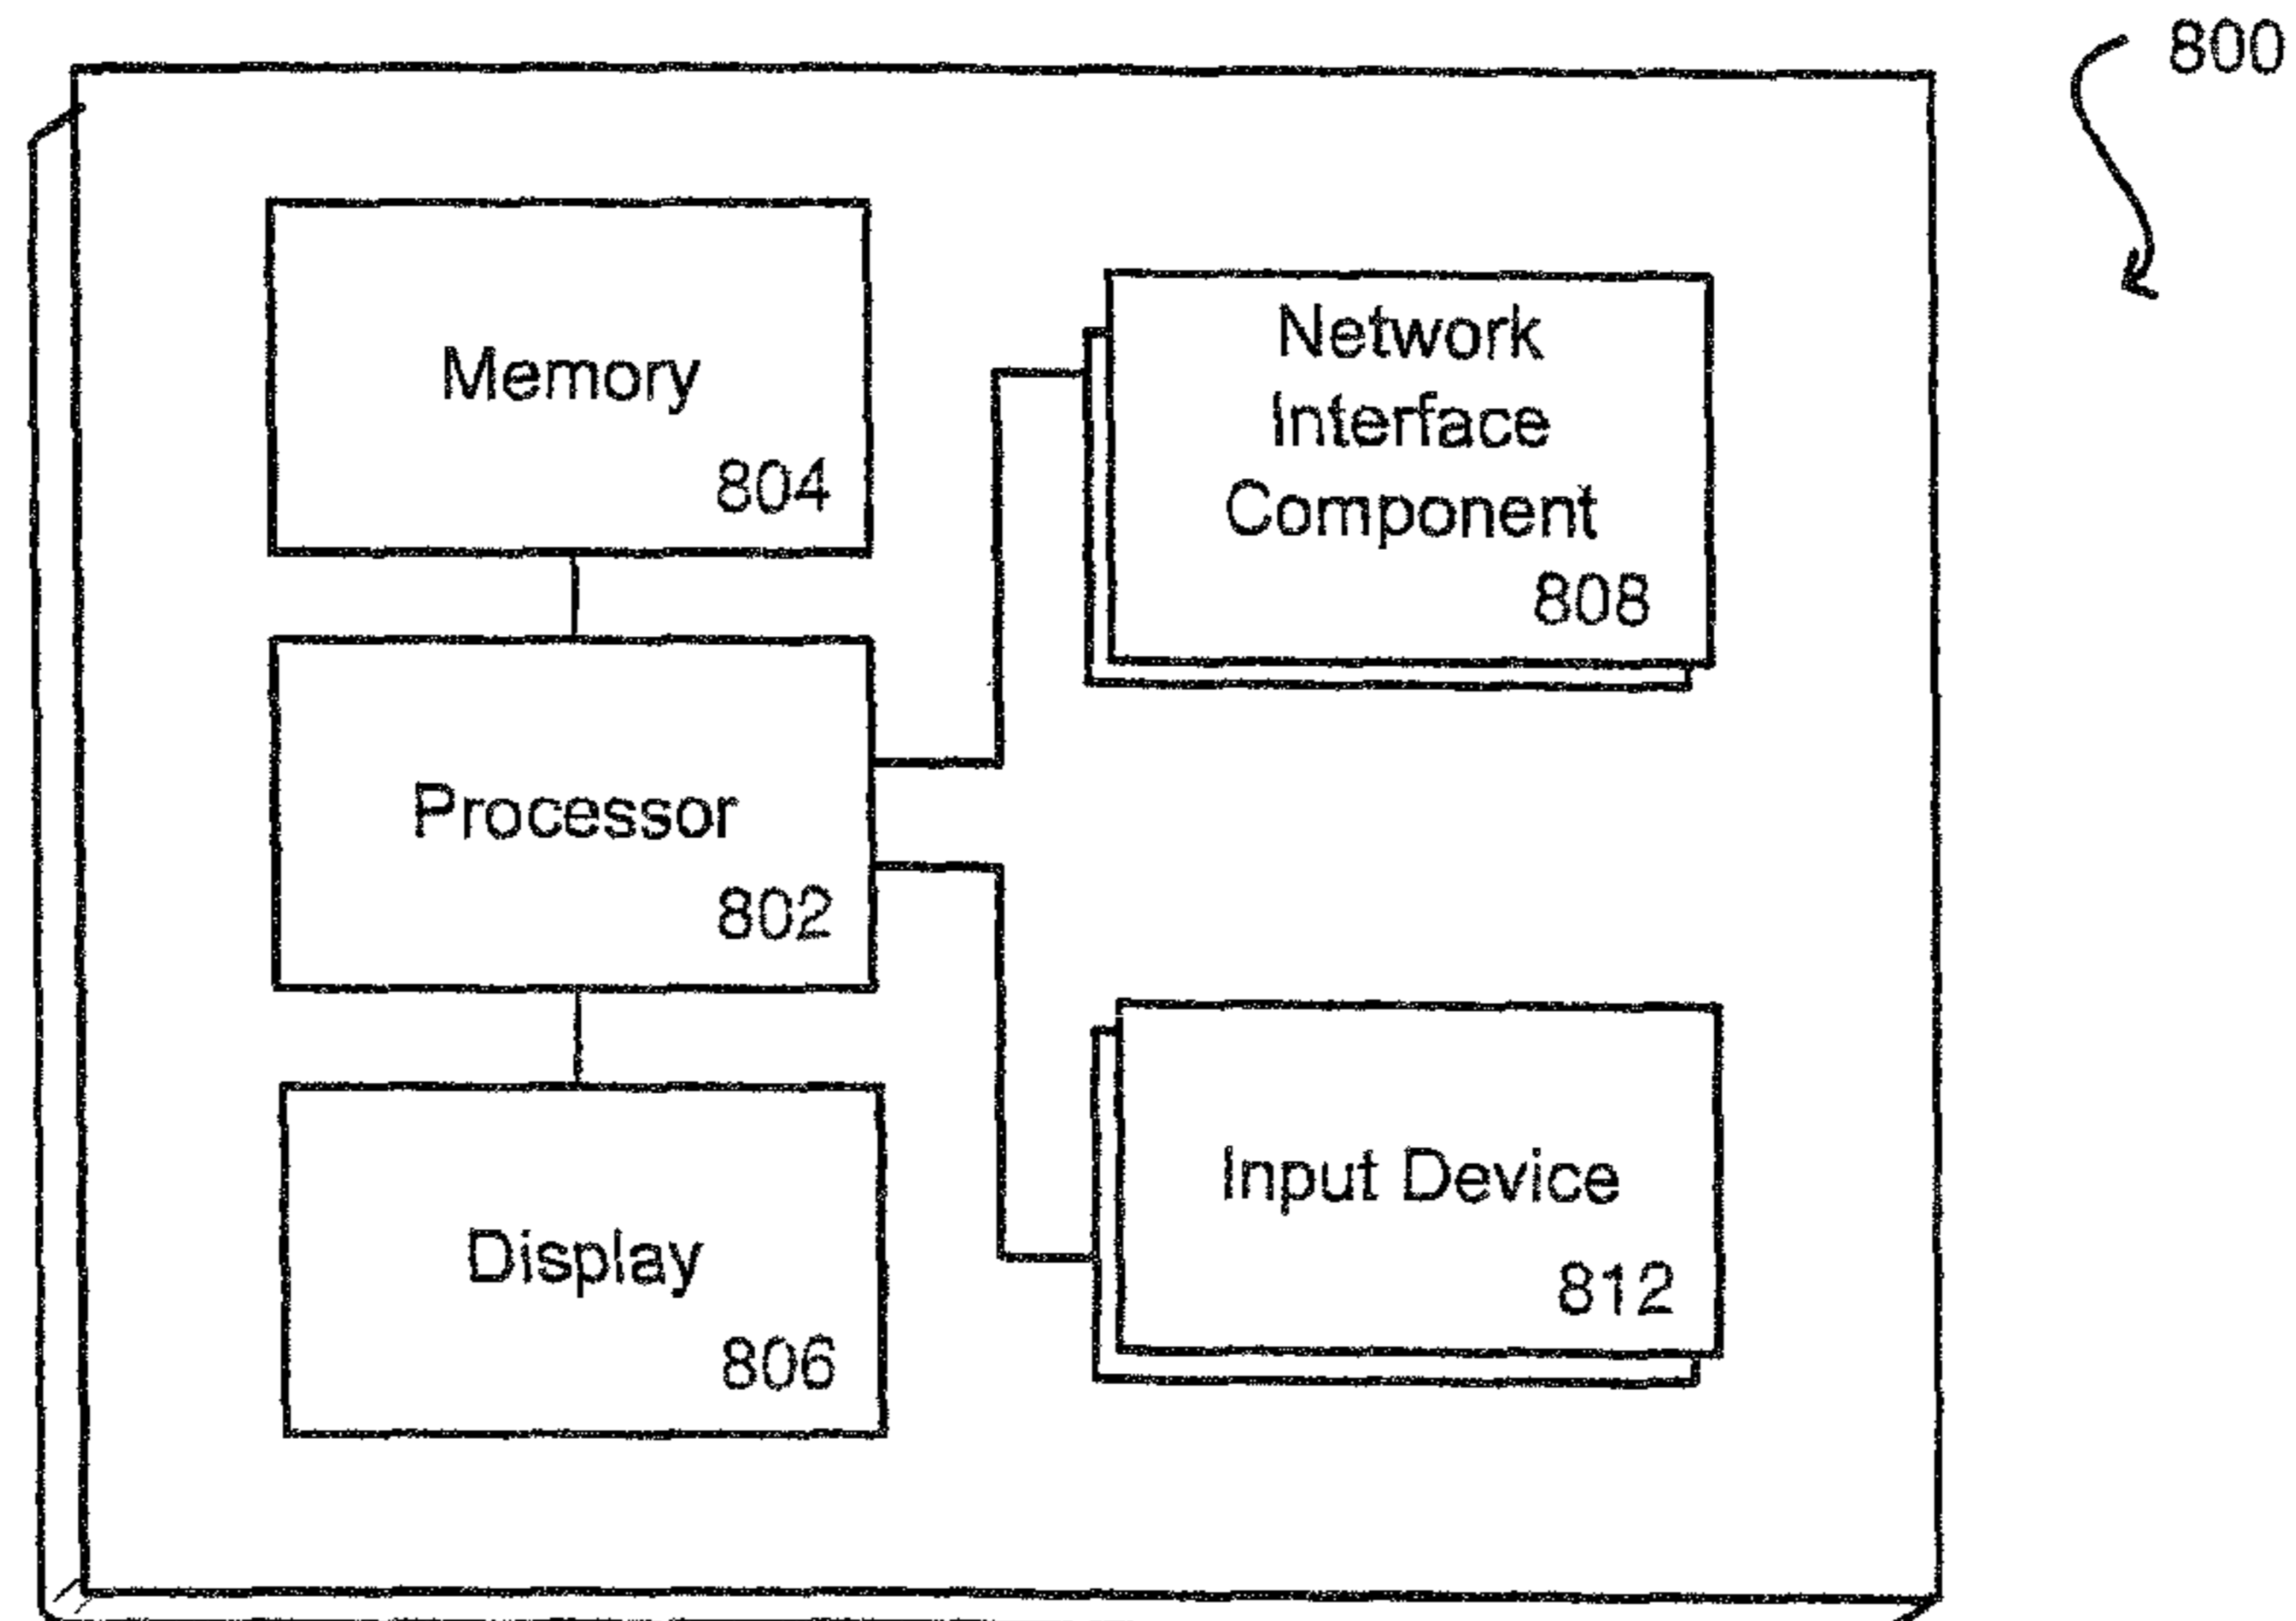 800
Memory
804
Network
Interface
Component
808
Processor
802
Input Device
812
Display
806